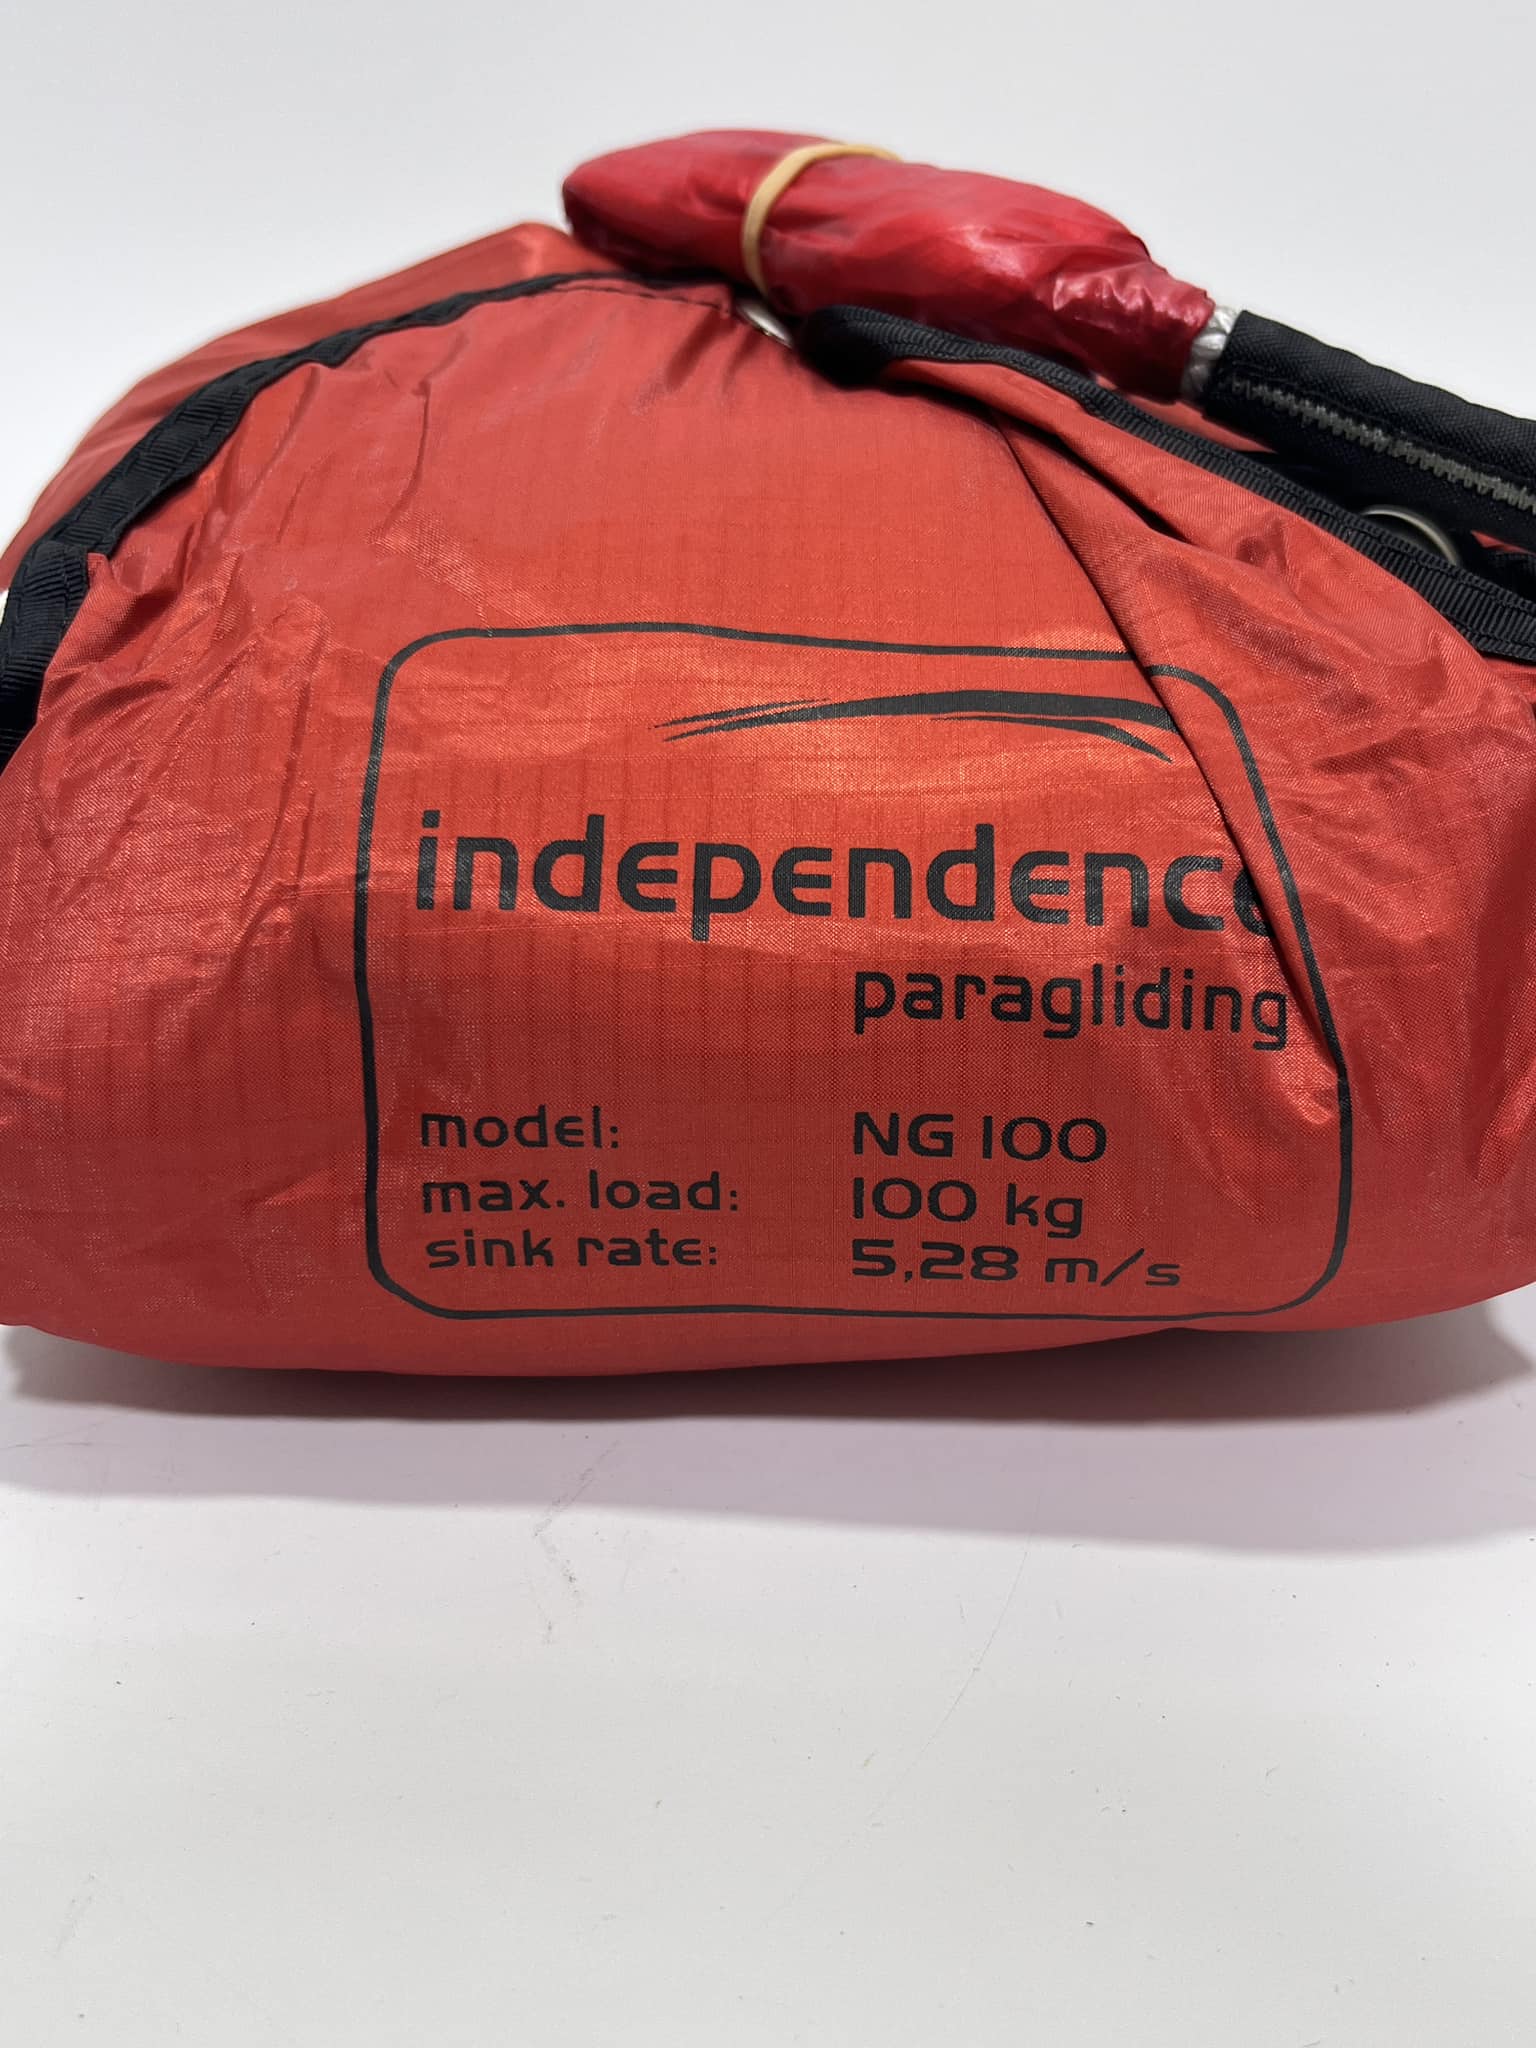 independence
paragliding
model: NG 100
max. load: 100 kg
sink rate: 5,28 m/s